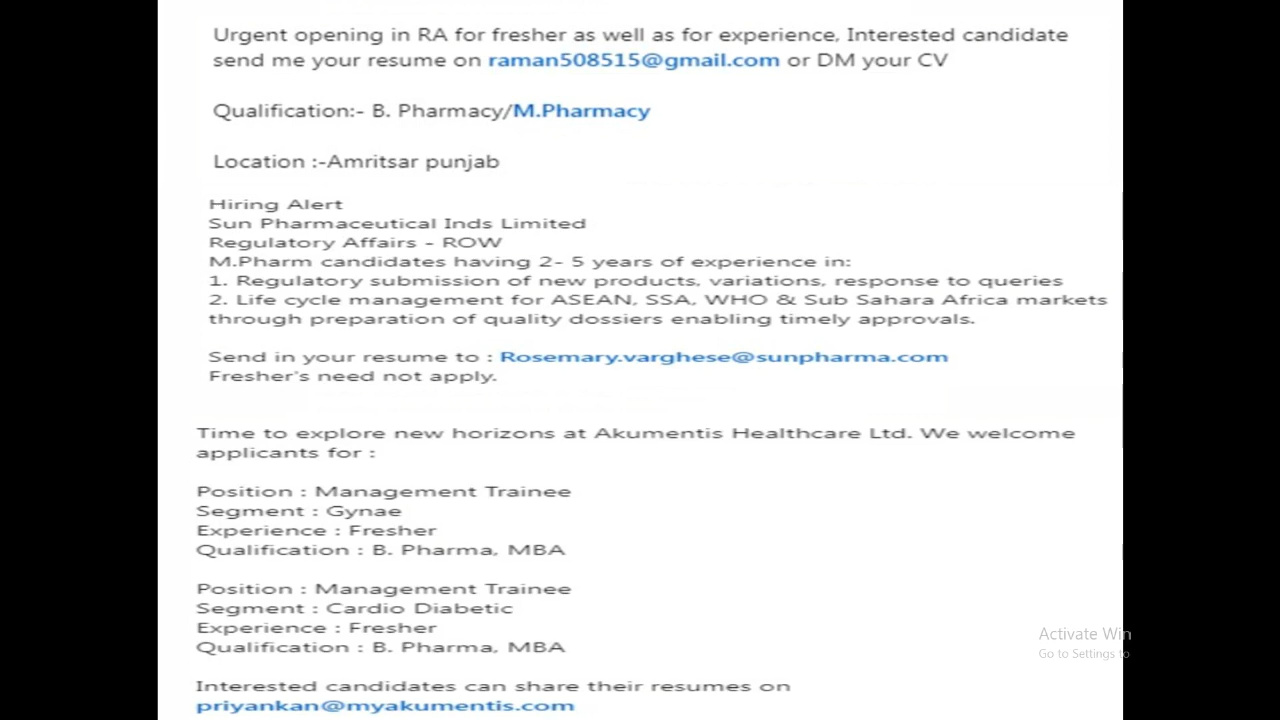 Urgent opening in RA for fresher as well as for experience, Interested candidate
send me your resume on raman508515@gmail.com or DM your CV
Qualification:- B. Pharmacy/M.Pharmacy
Location :-Amritsar punjab
Hiring Alert
Sun Pharmaceutical Inds Limited
Regulatory Affairs - ROW
M.Pharm candidates having 2- 5 years of experience in:
1. Regulatory submission of new products, variations, response to queries
2. Life cycle management for ASEAN, SSA, WHO & Sub Sahara Africa markets
through preparation of quality dossiers enabling timely approvals.
Send in your resume to : Rosemary.varghese@sunpharma.com
Fresher's need not apply.
Time to explore new horizons at Akumentis Healthcare Ltd. We welcome
applicants for :
Position : Management Trainee
Segment : Gynae
Experience : Fresher
Qualification : B. Pharma, MBA
Position : Management Trainee
Segment : Cardio Diabetic
Experience : Fresher
Qualification : B. Pharma, MBA
Activate Win
Go to Settings to
Interested candidates can share their resumes on
priyankan@myakumentis.com